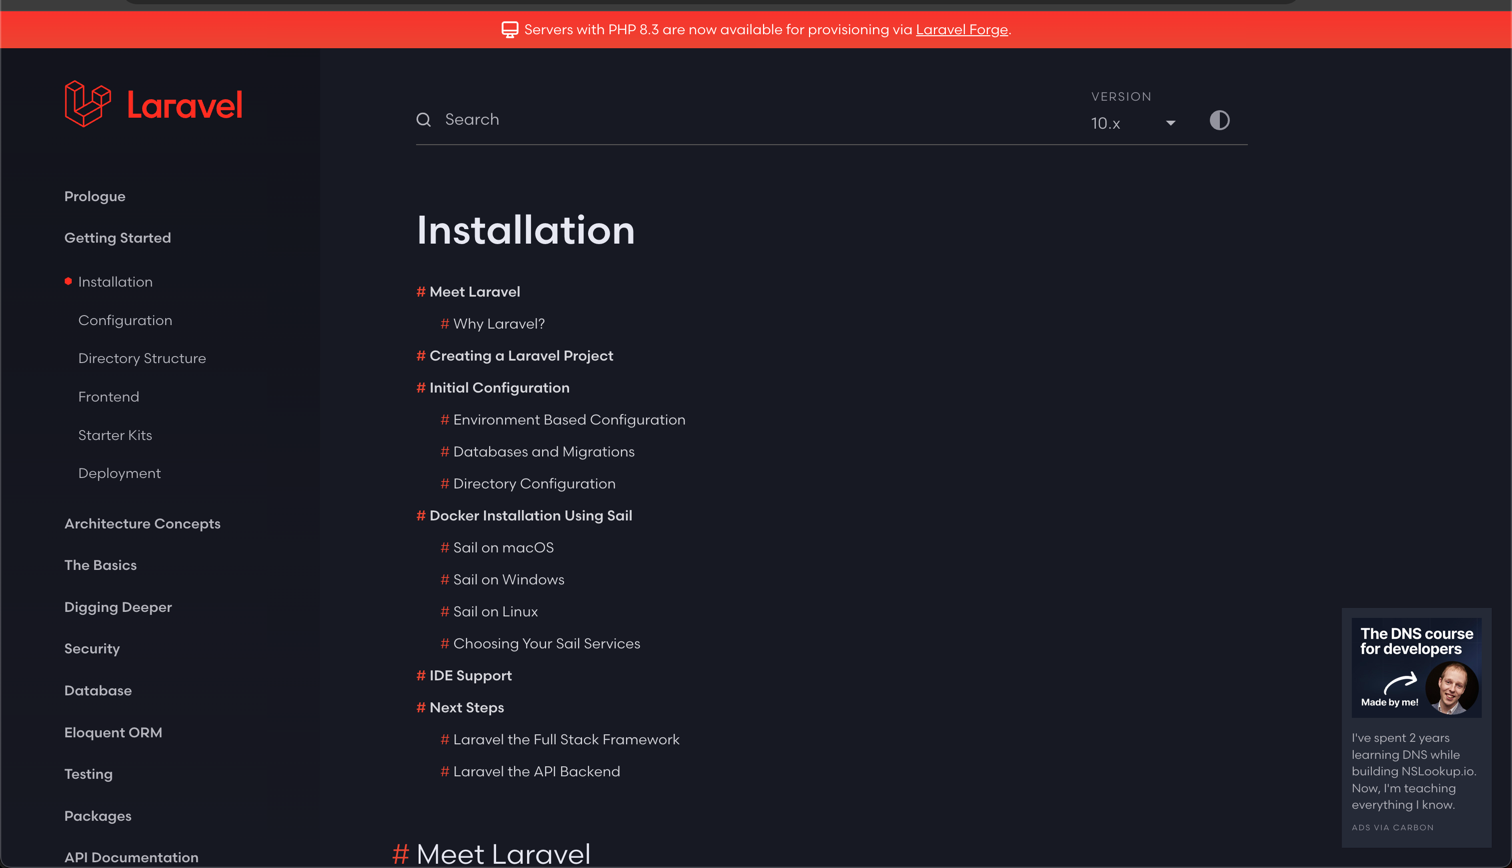 Servers with PHP 8.3 are now available for provisioning via Laravel Forge.
Laravel
Prologue
Getting Started
Installation
Configuration
Directory Structure
Frontend
Starter Kits
Deployment
Architecture Concepts
The Basics
Digging Deeper
Security
Database
Eloquent ORM
Testing
Packages
API Documentation
Search
VERSION
10.x
Installation
# Meet Laravel
# Why Laravel?
# Creating a Laravel Project
# Initial Configuration
# Environment Based Configuration
# Databases and Migrations
# Directory Configuration
# Docker Installation Using Sail
# Sail on macOS
# Sail on Windows
# Sail on Linux
# Choosing Your Sail Services
# IDE Support
# Next Steps
# Laravel the Full Stack Framework
# Laravel the API Backend
# Meet Laravel
The DNS course
for developers
Made by me!
I've spent 2 years
learning DNS while
building NSLookup.io.
Now, I'm teaching
everything I know.
ADS VIA CARBON